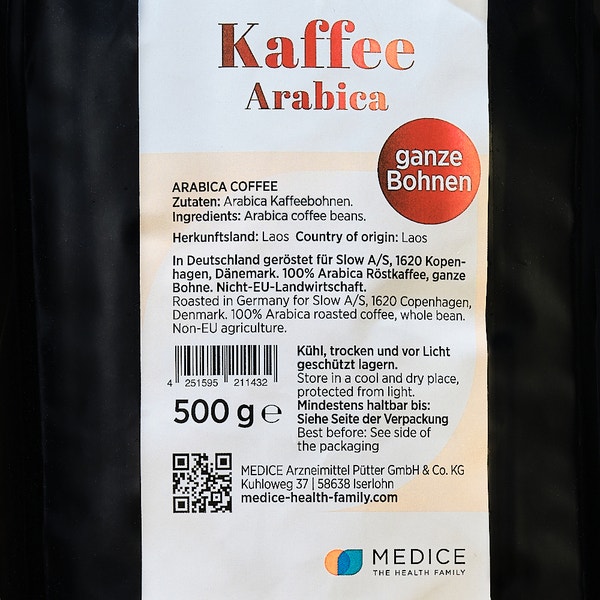 Kaffee
Arabica
ganze
Bohnen
ARABICA COFFEE
Zutaten: Arabica Kaffeebohnen.
Ingredients: Arabica coffee beans.
Herkunftsland: Laos Country of origin: Laos
In Deutschland geröstet für Slow A/S, 1620 Kopen-
hagen, Dänemark. 100% Arabica Röstkaffee, ganze
Bohne. Nicht-EU-Landwirtschaft.
Roasted in Germany for Slow A/S, 1620 Copenhagen,
Denmark. 100% Arabica roasted coffee, whole bean.
Non-EU agriculture.
4 251595 211432
500 g ℮
Kühl, trocken und vor Licht
geschützt lagern.
Store in a cool and dry place,
protected from light.
Mindestens haltbar bis:
Siehe Seite der Verpackung
Best before: See side of
the packaging
MEDICE Arzneimittel Pütter GmbH & Co. KG
Kuhloweg 37 | 58638 Iserlohn
medice-health-family.com
MEDICE
THE HEALTH FAMILY